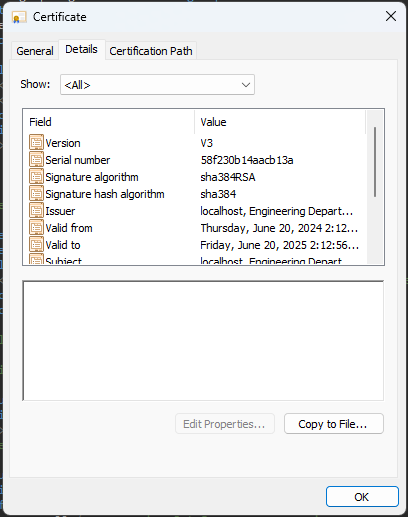 Certificate
General Details Certification Path
Show: <All>
Field Value
Version V3
Serial number 58f230b14aacb13a
Signature algorithm sha384RSA
Signature hash algorithm sha384
Issuer localhost, Engineering Depart...
Valid from Thursday, June 20, 2024 2:12...
Valid to Friday, June 20, 2025 2:12:56...
Subject localhost, Engineering Depart...
Edit Properties... Copy to File...
OK